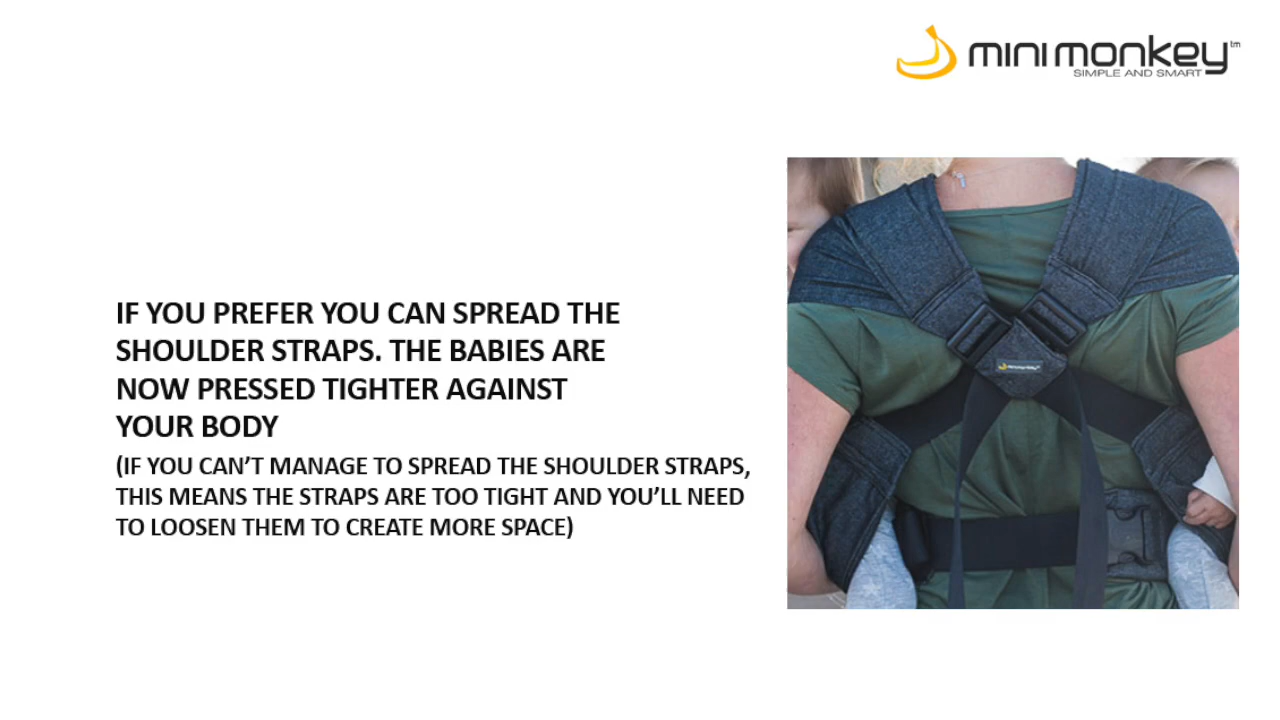 minimonkey™
SIMPLE AND SMART
IF YOU PREFER YOU CAN SPREAD THE
SHOULDER STRAPS. THE BABIES ARE
NOW PRESSED TIGHTER AGAINST
YOUR BODY
(IF YOU CAN’T MANAGE TO SPREAD THE SHOULDER STRAPS,
THIS MEANS THE STRAPS ARE TOO TIGHT AND YOU’LL NEED
TO LOOSEN THEM TO CREATE MORE SPACE)
minimonkey